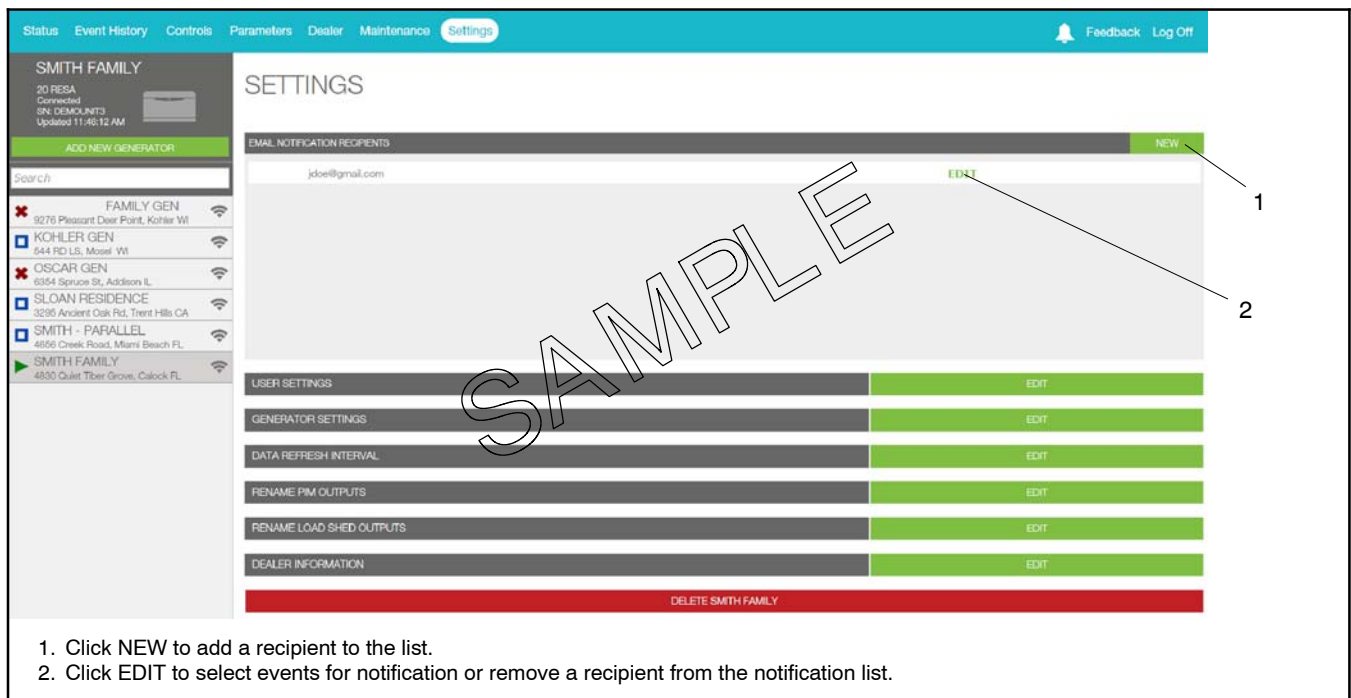 Status Event History Controls Parameters Dealer Maintenance Settings Feedback Log Off
SMITH FAMILY
20 RESA
Connected
SN: DEMOUNIT3
Updated 11:46:12 AM
ADD NEW GENERATOR
Search
FAMILY GEN
9276 Pleasant Deer Point, Kohler WI
KOHLER GEN
544 RD LS, Mosel WI
OSCAR GEN
6354 Spruce St, Addison IL
SLOAN RESIDENCE
3295 Ancient Oak Rd, Trent Hills CA
SMITH - PARALLEL
4656 Creek Road, Miami Beach FL
SMITH FAMILY
4830 Quiet Tiber Grove, Calock FL
SETTINGS
EMAIL NOTIFICATION RECIPIENTS NEW
jdoe@gmail.com EDIT
1
2
SAMPLE
USER SETTINGS EDIT
GENERATOR SETTINGS EDIT
DATA REFRESH INTERVAL EDIT
RENAME PIM OUTPUTS EDIT
RENAME LOAD SHED OUTPUTS EDIT
DEALER INFORMATION EDIT
DELETE SMITH FAMILY
1. Click NEW to add a recipient to the list.
2. Click EDIT to select events for notification or remove a recipient from the notification list.